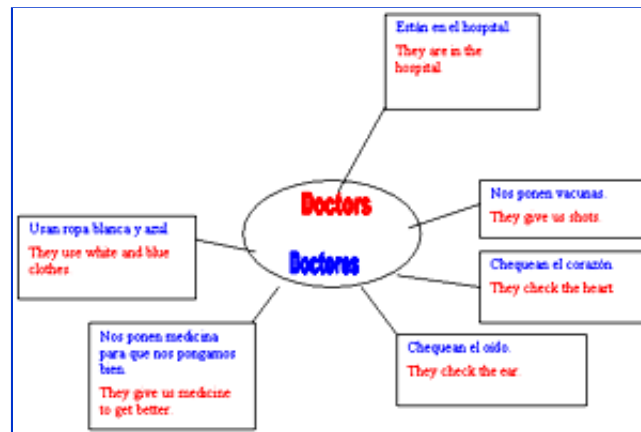 Están en el hospital.
They are in the
hospital.
Doctors
Doctores
Nos ponen vacunas.
They give us shots.
Usan ropa blanca y azul.
They use white and blue
clothes.
Chequean el corazón.
They check the heart
Nos ponen medicina
para que nos pongamos
bien.
They give us medicine
to get better.
Chequean el oído.
They check the ear.